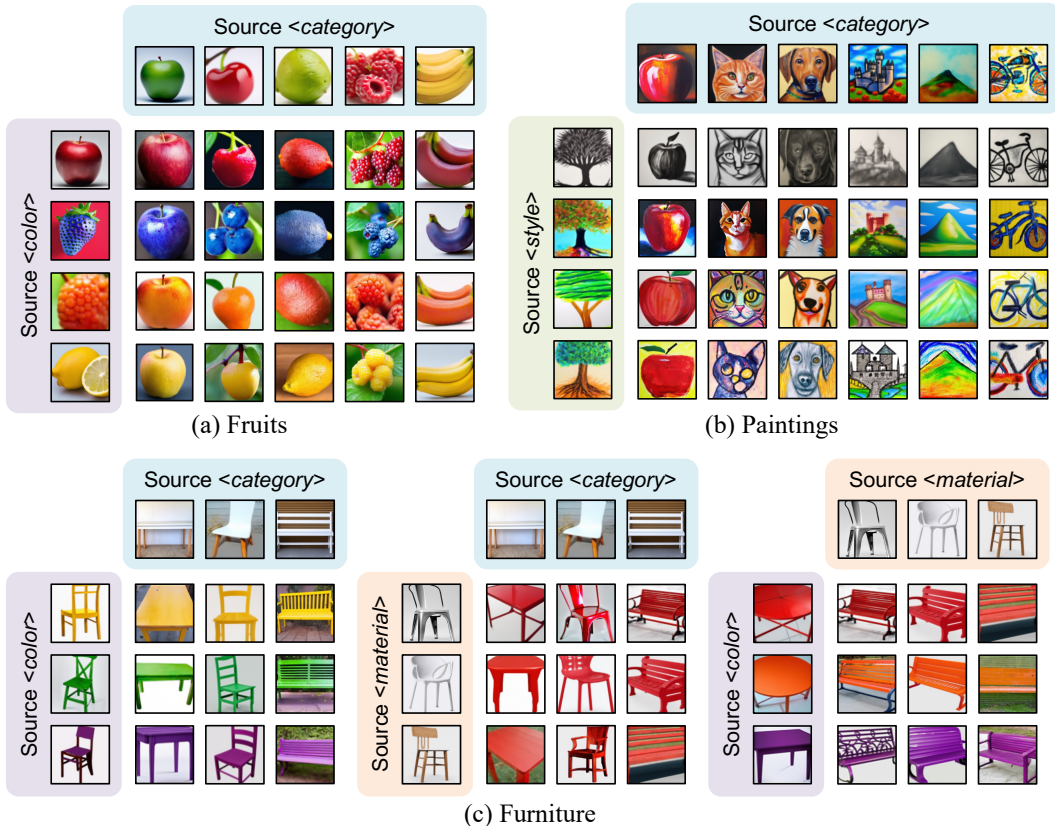 Source <category>
Source <color>
(a) Fruits
Source <category>
Source <style>
(b) Paintings
Source <category>
Source <color>
Source <category>
Source <material>
Source <material>
Source <color>
(c) Furniture